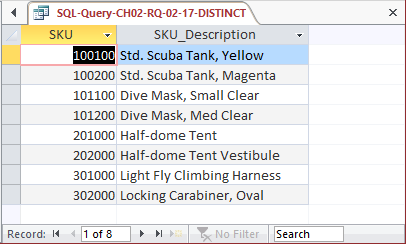 SQL-Query-CH02-RQ-02-17-DISTINCT
SKU SKU_Description
100100 Std. Scuba Tank, Yellow
100200 Std. Scuba Tank, Magenta
101100 Dive Mask, Small Clear
101200 Dive Mask, Med Clear
201000 Half-dome Tent
202000 Half-dome Tent Vestibule
301000 Light Fly Climbing Harness
302000 Locking Carabiner, Oval
Record: 1 of 8 No Filter Search